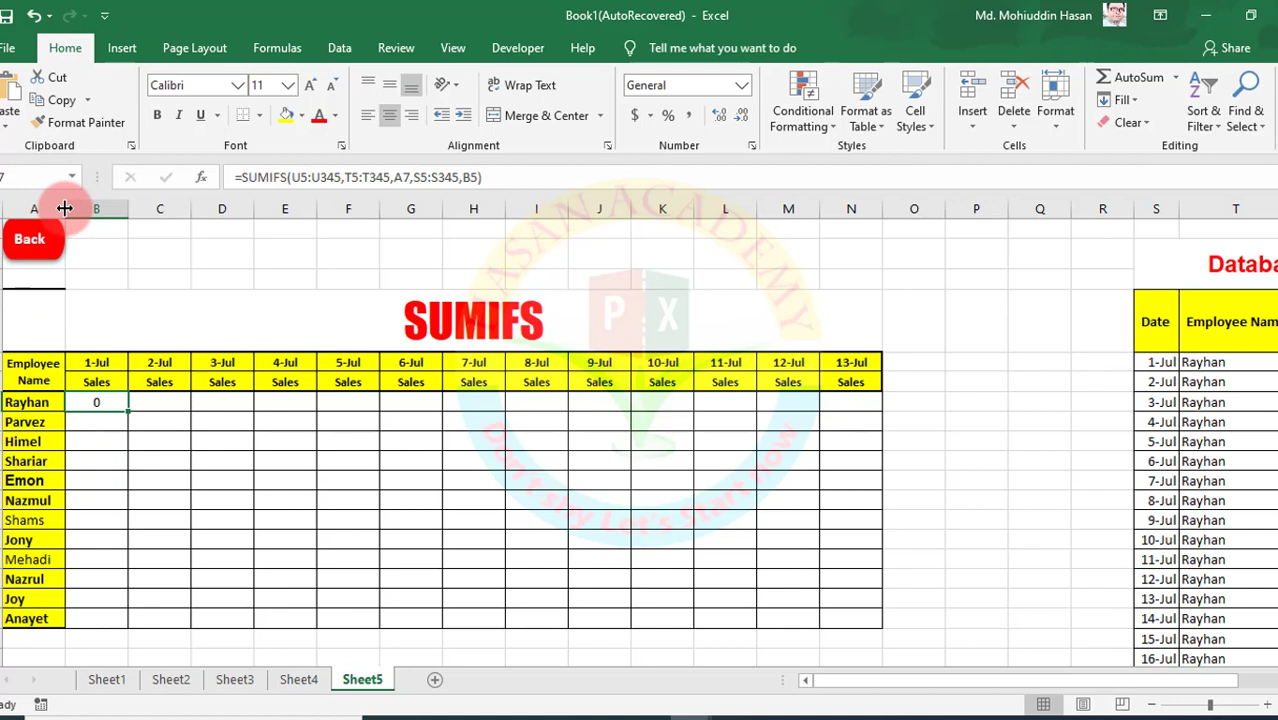 Book1(AutoRecovered) - Excel
Md. Mohiuddin Hasan
File Home Insert Page Layout Formulas Data Review View Developer Help Tell me what you want to do Share
Cut
Copy
Format Painter
Clipboard
Calibri 11
B I U
Font
Wrap Text
Merge & Center
Alignment
General
$ % ,
Number
Conditional Formatting
Format as Table
Cell Styles
Styles
Insert
Delete
Format
Cells
AutoSum
Fill
Clear
Sort & Filter
Find & Select
Editing
=SUMIFS(U5:U345,T5:T345,A7,S5:S345,B5)
A B C D E F G H I J K L M N O P Q R S T
Back
HASAN ACADEMY
P X
Don't shy Let's Start now
SUMIFS
Employee Name 1-Jul 2-Jul 3-Jul 4-Jul 5-Jul 6-Jul 7-Jul 8-Jul 9-Jul 10-Jul 11-Jul 12-Jul 13-Jul
Sales Sales Sales Sales Sales Sales Sales Sales Sales Sales Sales Sales Sales
Rayhan 0
Parvez
Himel
Shariar
Emon
Nazmul
Shams
Jony
Mehadi
Nazrul
Joy
Anayet
Databa
Date Employee Nam
1-Jul Rayhan
2-Jul Rayhan
3-Jul Rayhan
4-Jul Rayhan
5-Jul Rayhan
6-Jul Rayhan
7-Jul Rayhan
8-Jul Rayhan
9-Jul Rayhan
10-Jul Rayhan
11-Jul Rayhan
12-Jul Rayhan
13-Jul Rayhan
14-Jul Rayhan
15-Jul Rayhan
16-Jul Rayhan
Sheet1 Sheet2 Sheet3 Sheet4 Sheet5